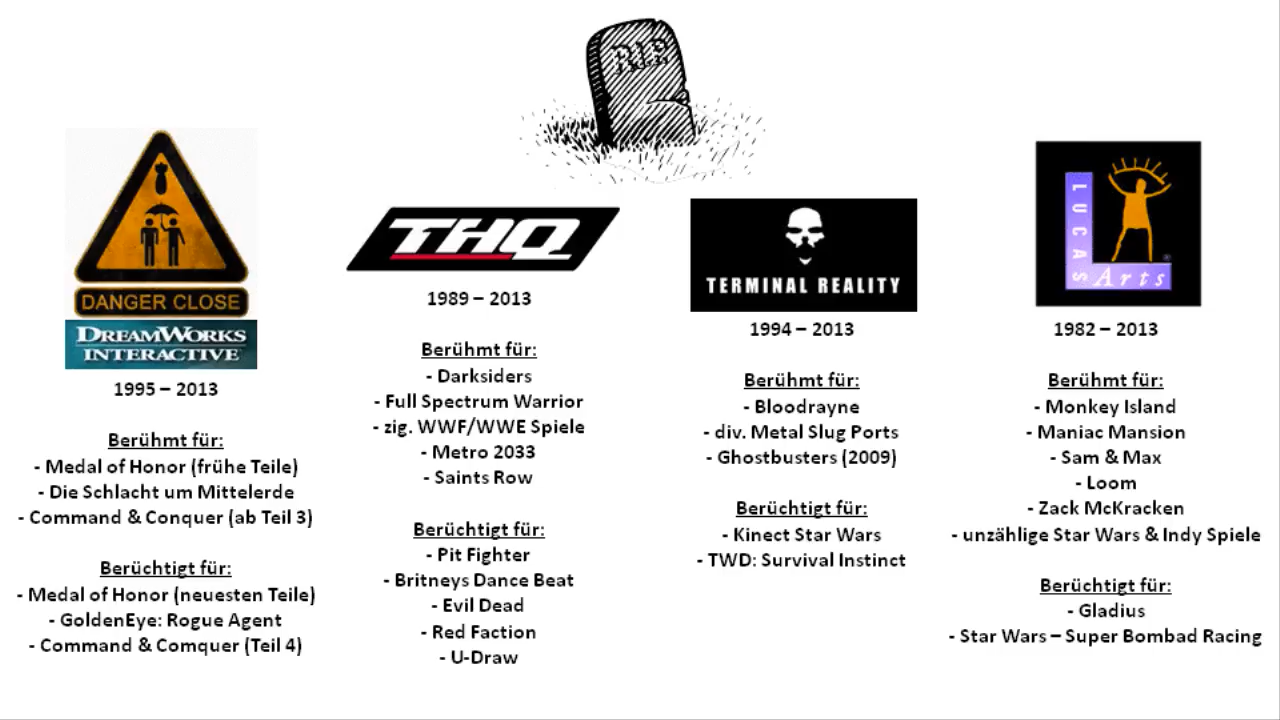 R.I.P.
DANGER CLOSE
DREAMWORKS
INTERACTIVE
1995 – 2013
Berühmt für:
- Medal of Honor (frühe Teile)
- Die Schlacht um Mittelerde
- Command & Conquer (ab Teil 3)
Berüchtigt für:
- Medal of Honor (neuesten Teile)
- GoldenEye: Rogue Agent
- Command & Comquer (Teil 4)
THQ
1989 – 2013
Berühmt für:
- Darksiders
- Full Spectrum Warrior
- zig. WWF/WWE Spiele
- Metro 2033
- Saints Row
Berüchtigt für:
- Pit Fighter
- Britneys Dance Beat
- Evil Dead
- Red Faction
- U-Draw
TERMINAL REALITY
1994 – 2013
Berühmt für:
- Bloodrayne
- div. Metal Slug Ports
- Ghostbusters (2009)
Berüchtigt für:
- Kinect Star Wars
- TWD: Survival Instinct
LUCAS
Arts
®
1982 – 2013
Berühmt für:
- Monkey Island
- Maniac Mansion
- Sam & Max
- Loom
- Zack McKracken
- unzählige Star Wars & Indy Spiele
Berüchtigt für:
- Gladius
- Star Wars – Super Bombad Racing